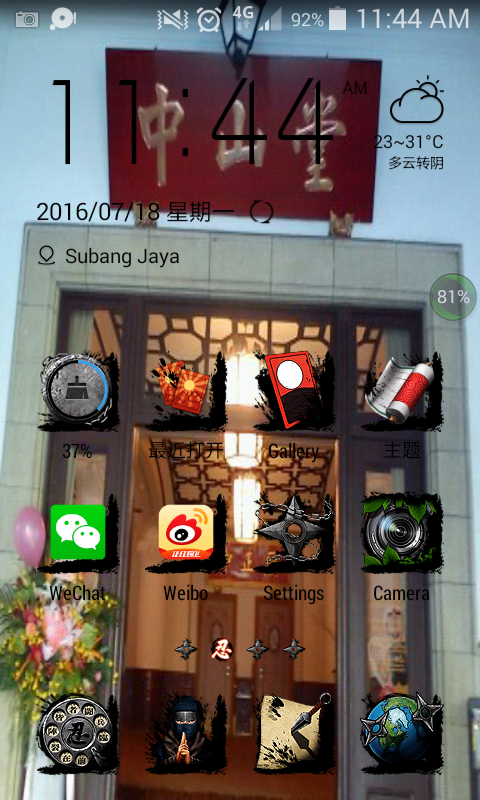 4G 92% 11:44 AM
中山堂
11:44 AM
23~31°C
多云转阴
2016/07/18 星期一
Subang Jaya
81%
37% 最近打开 Gallery 主题
WeChat Weibo Settings Camera
忍
忍